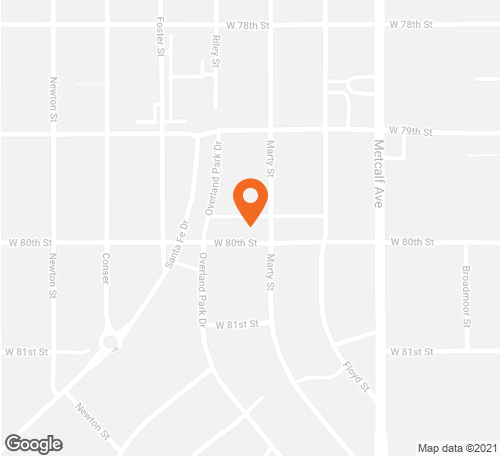 W 78th St
W 78th St
Foster St
Riley St
Newton St
W 79th St
Metcalf Ave
Marty St
Overland Park Dr
Santa Fe Dr
W 80th St
W 80th St
W 80th St
Newton St
Conser
Overland Park Dr
Marty St
Broadmoor St
W 81st St
W 81st St
W 81st St
Floyd St
Newton St
Google
Map data ©2021